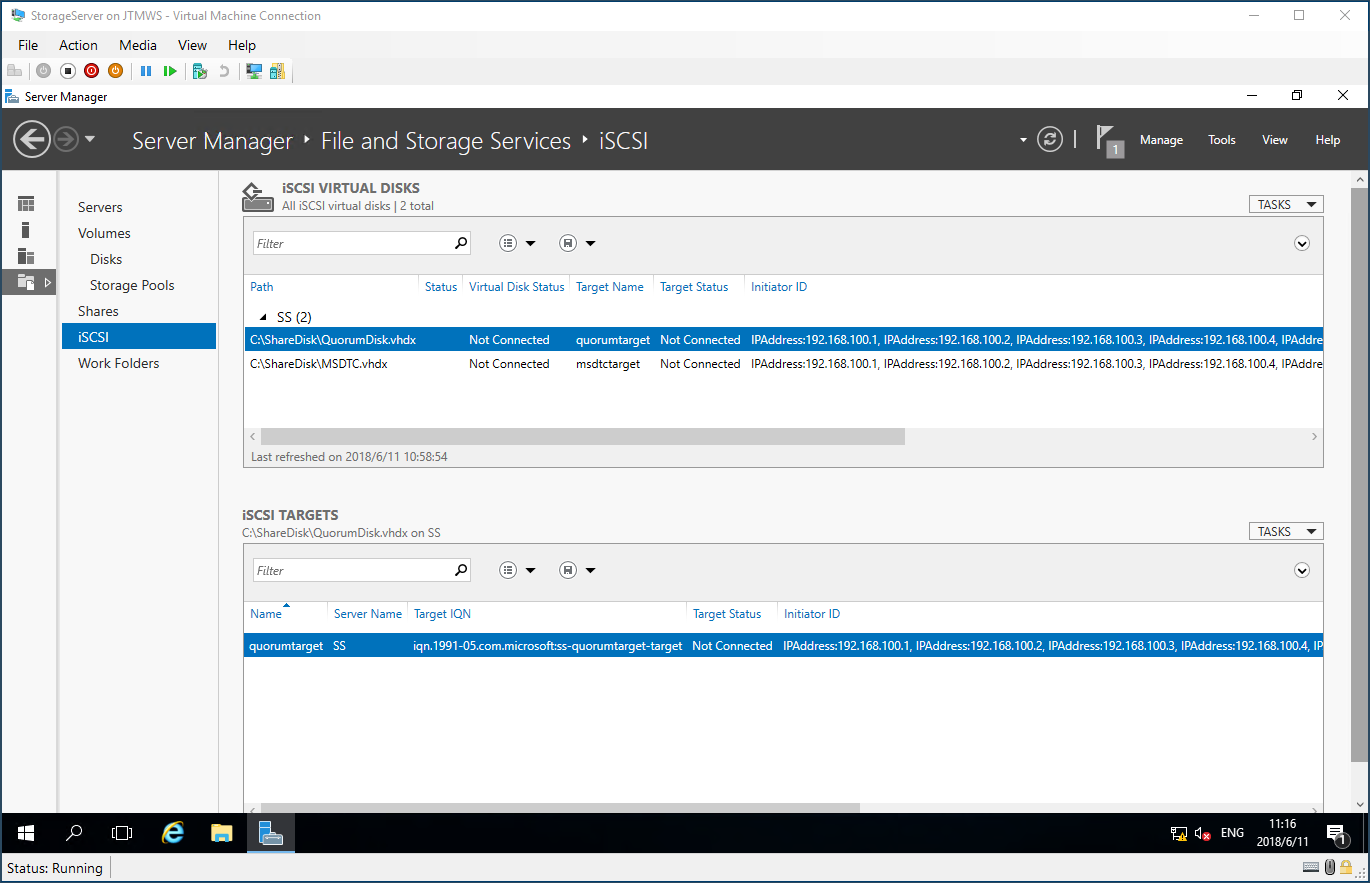 StorageServer on JTMWS - Virtual Machine Connection
File Action Media View Help
Server Manager
Server Manager File and Storage Services iSCSI
1 Manage Tools View Help
Servers
Volumes
Disks
Storage Pools
Shares
iSCSI
Work Folders
iSCSI VIRTUAL DISKS
All iSCSI virtual disks | 2 total
TASKS
Filter
Path Status Virtual Disk Status Target Name Target Status Initiator ID
SS (2)
C:\ShareDisk\QuorumDisk.vhdx Not Connected quorumtarget Not Connected IPAddress:192.168.100.1, IPAddress:192.168.100.2, IPAddress:192.168.100.3, IPAddress:192.168.100.4, IPAddre
C:\ShareDisk\MSDTC.vhdx Not Connected msdtctarget Not Connected IPAddress:192.168.100.1, IPAddress:192.168.100.2, IPAddress:192.168.100.3, IPAddress:192.168.100.4, IPAddre
Last refreshed on 2018/6/11 10:58:54
iSCSI TARGETS
C:\ShareDisk\QuorumDisk.vhdx on SS
TASKS
Filter
Name Server Name Target IQN Target Status Initiator ID
quorumtarget SS iqn.1991-05.com.microsoft:ss-quorumtarget-target Not Connected IPAddress:192.168.100.1, IPAddress:192.168.100.2, IPAddress:192.168.100.3, IPAddress:192.168.100.4, IP
ENG
11:16
2018/6/11
1
Status: Running